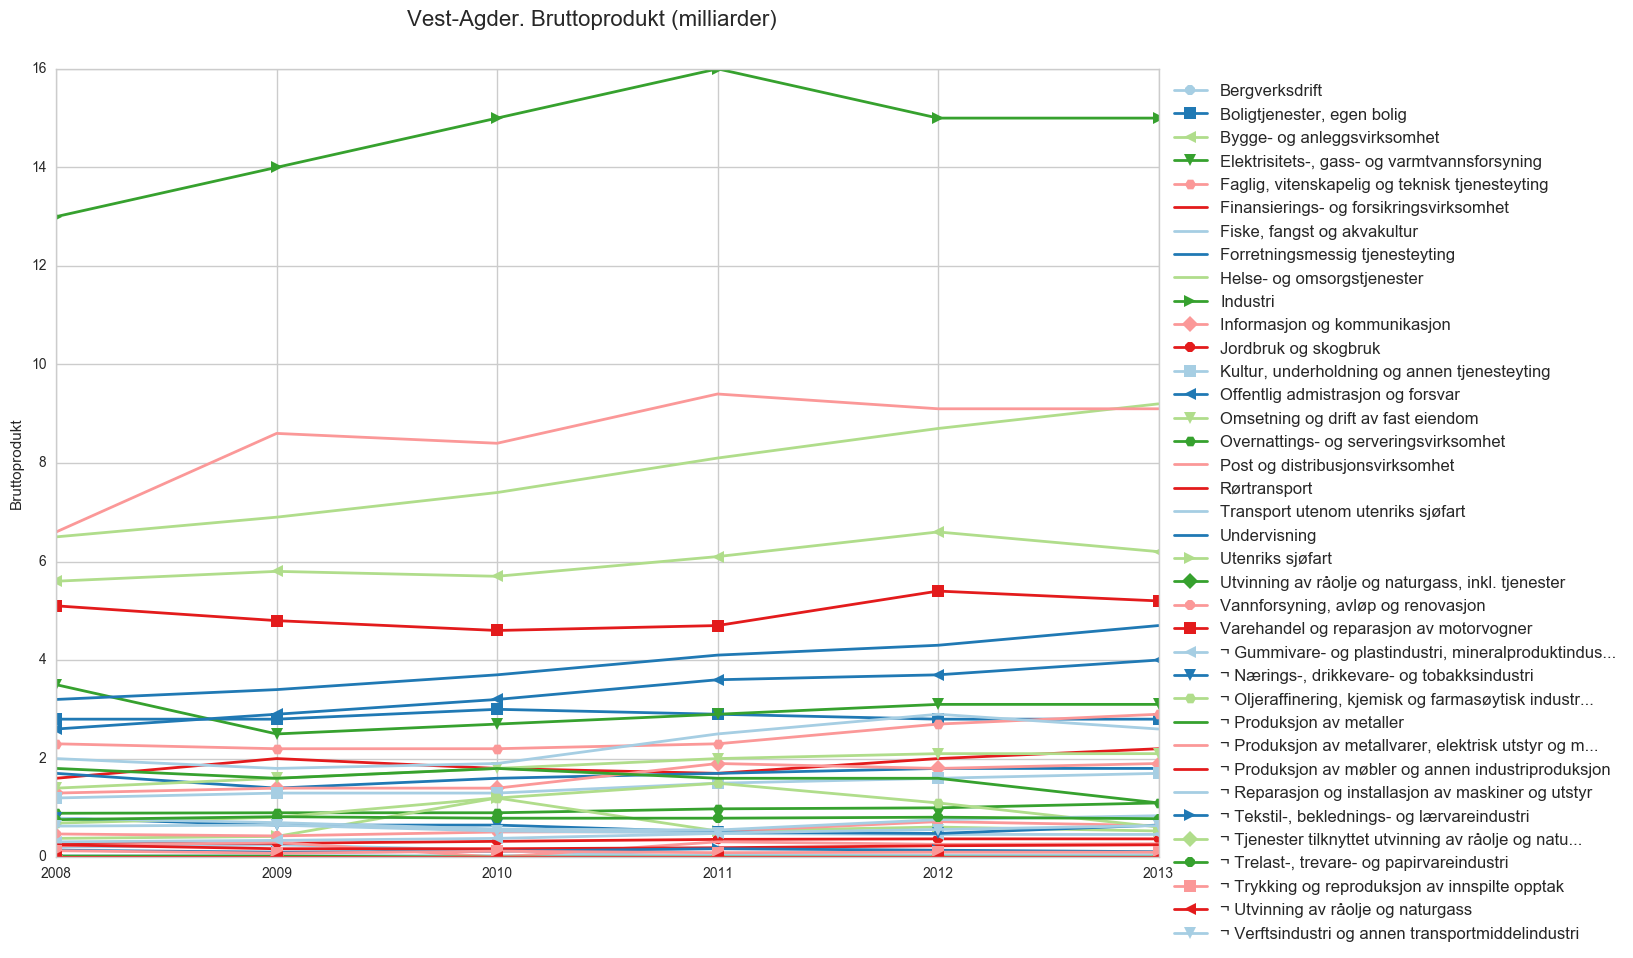 Vest-Agder. Bruttoprodukt (milliarder)
16
14
12
10
8
6
4
2
0
Bruttoprodukt
2008
2009
2010
2011
2012
2013
Bergverksdrift
Boligtjenester, egen bolig
Bygge- og anleggsvirksomhet
Elektrisitets-, gass- og varmtvannsforsyning
Faglig, vitenskapelig og teknisk tjenesteyting
Finansierings- og forsikringsvirksomhet
Fiske, fangst og akvakultur
Forretningsmessig tjenesteyting
Helse- og omsorgstjenester
Industri
Informasjon og kommunikasjon
Jordbruk og skogbruk
Kultur, underholdning og annen tjenesteyting
Offentlig admistrasjon og forsvar
Omsetning og drift av fast eiendom
Overnattings- og serveringsvirksomhet
Post og distribusjonsvirksomhet
Rørtransport
Transport utenom utenriks sjøfart
Undervisning
Utenriks sjøfart
Utvinning av råolje og naturgass, inkl. tjenester
Vannforsyning, avløp og renovasjon
Varehandel og reparasjon av motorvogner
¬ Gummivare- og plastindustri, mineralproduktindus...
¬ Nærings-, drikkevare- og tobakksindustri
¬ Oljeraffinering, kjemisk og farmasøytisk industr...
¬ Produksjon av metaller
¬ Produksjon av metallvarer, elektrisk utstyr og m...
¬ Produksjon av møbler og annen industriproduksjon
¬ Reparasjon og installasjon av maskiner og utstyr
¬ Tekstil-, beklednings- og lærvareindustri
¬ Tjenester tilknyttet utvinning av råolje og natu...
¬ Trelast-, trevare- og papirvareindustri
¬ Trykking og reproduksjon av innspilte opptak
¬ Utvinning av råolje og naturgass
¬ Verftsindustri og annen transportmiddelindustri